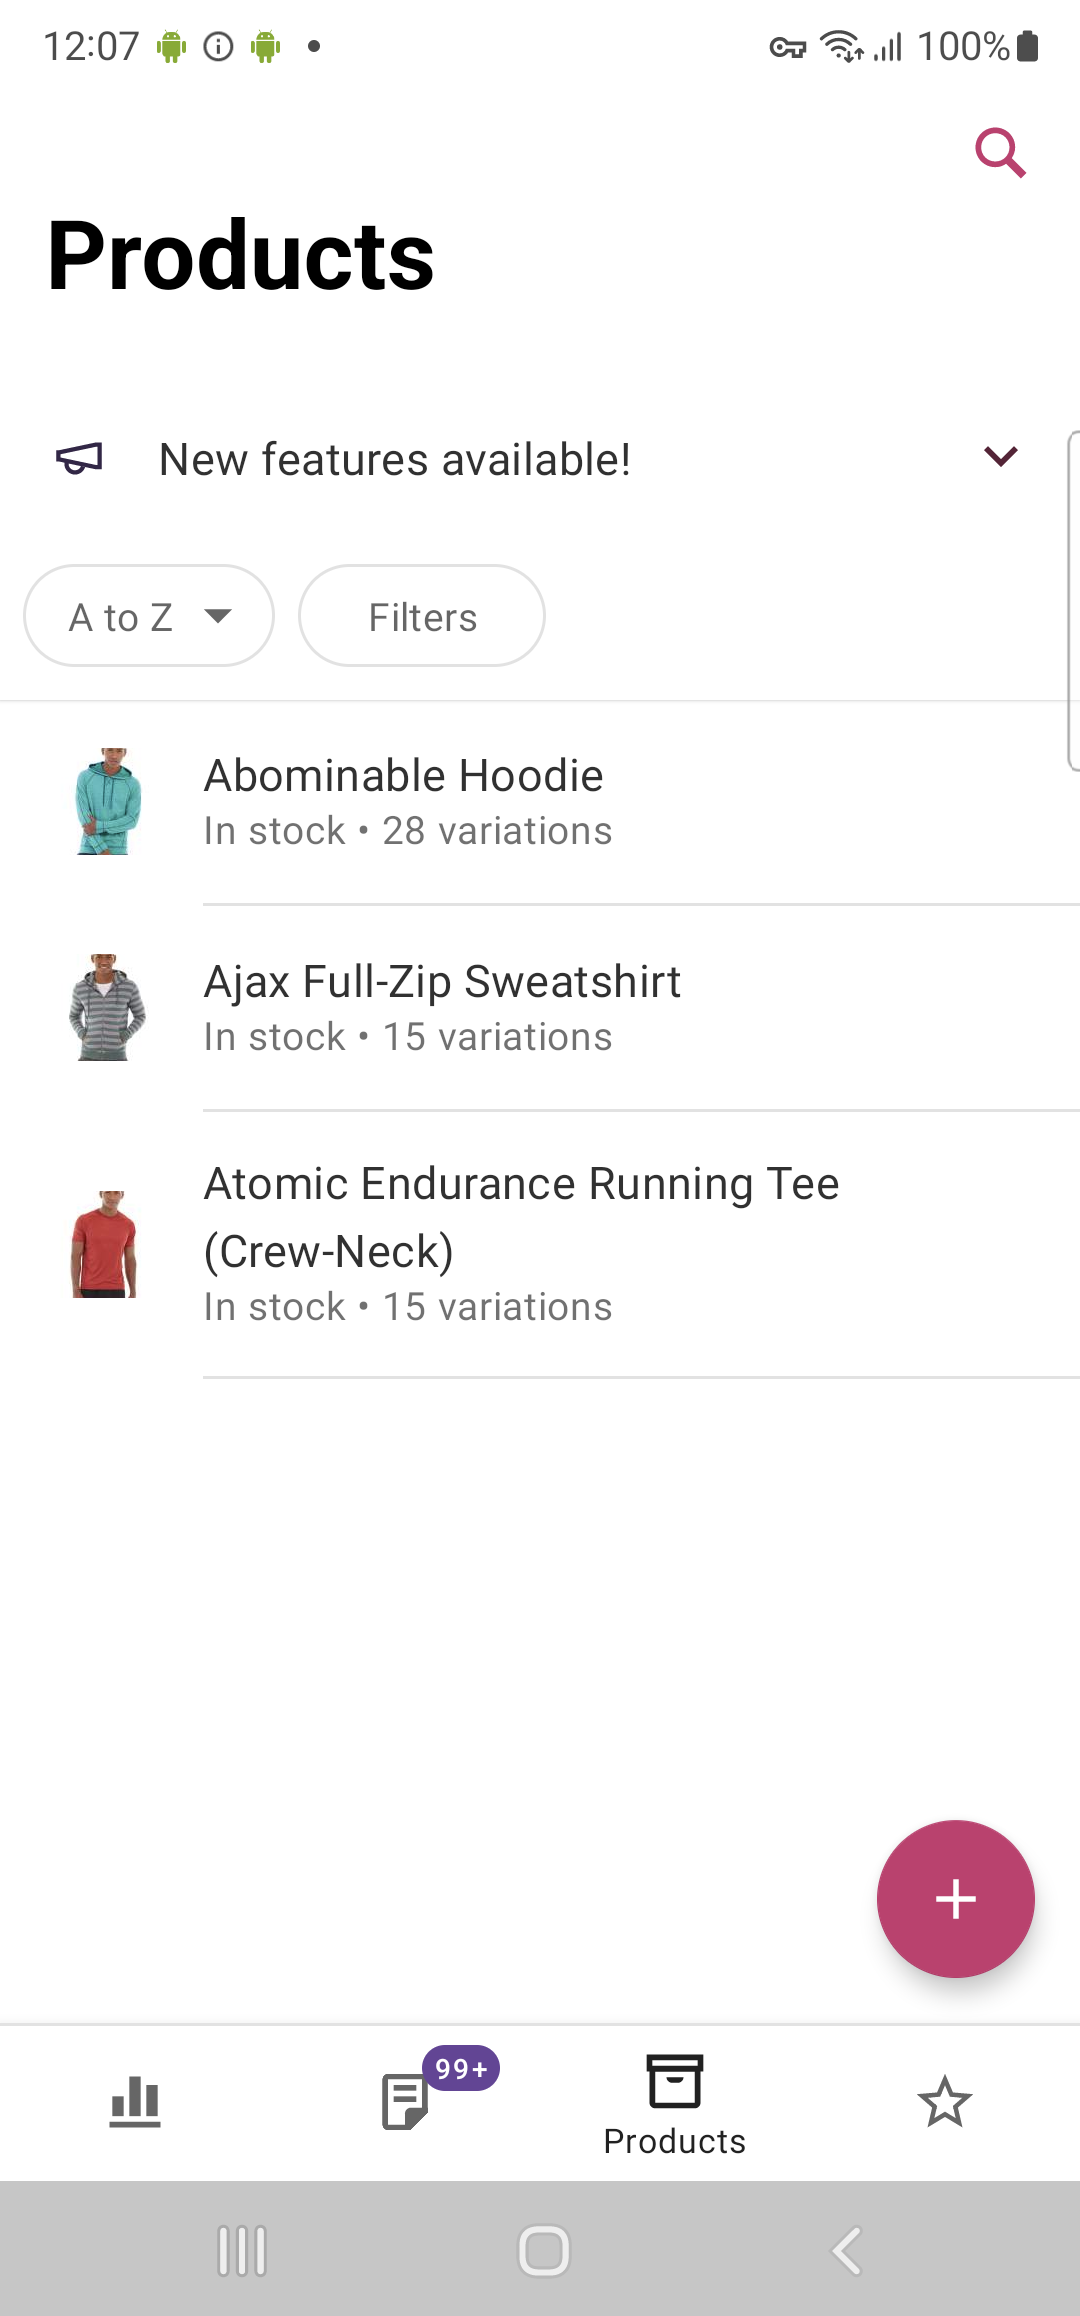 12:07
100%
Products
New features available!
A to Z
Filters
Abominable Hoodie
In stock • 28 variations
Ajax Full-Zip Sweatshirt
In stock • 15 variations
Atomic Endurance Running Tee
(Crew-Neck)
In stock • 15 variations
99+
Products